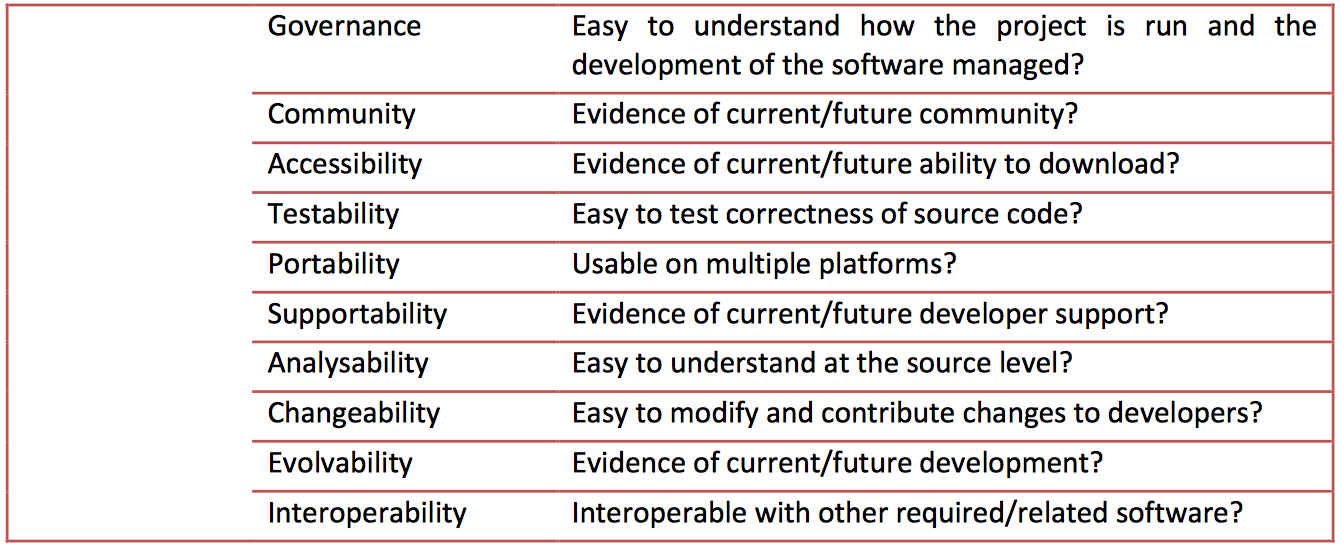 Governance Easy to understand how the project is run and the
development of the software managed?
Community Evidence of current/future community?
Accessibility Evidence of current/future ability to download?
Testability Easy to test correctness of source code?
Portability Usable on multiple platforms?
Supportability Evidence of current/future developer support?
Analysability Easy to understand at the source level?
Changeability Easy to modify and contribute changes to developers?
Evolvability Evidence of current/future development?
Interoperability Interoperable with other required/related software?